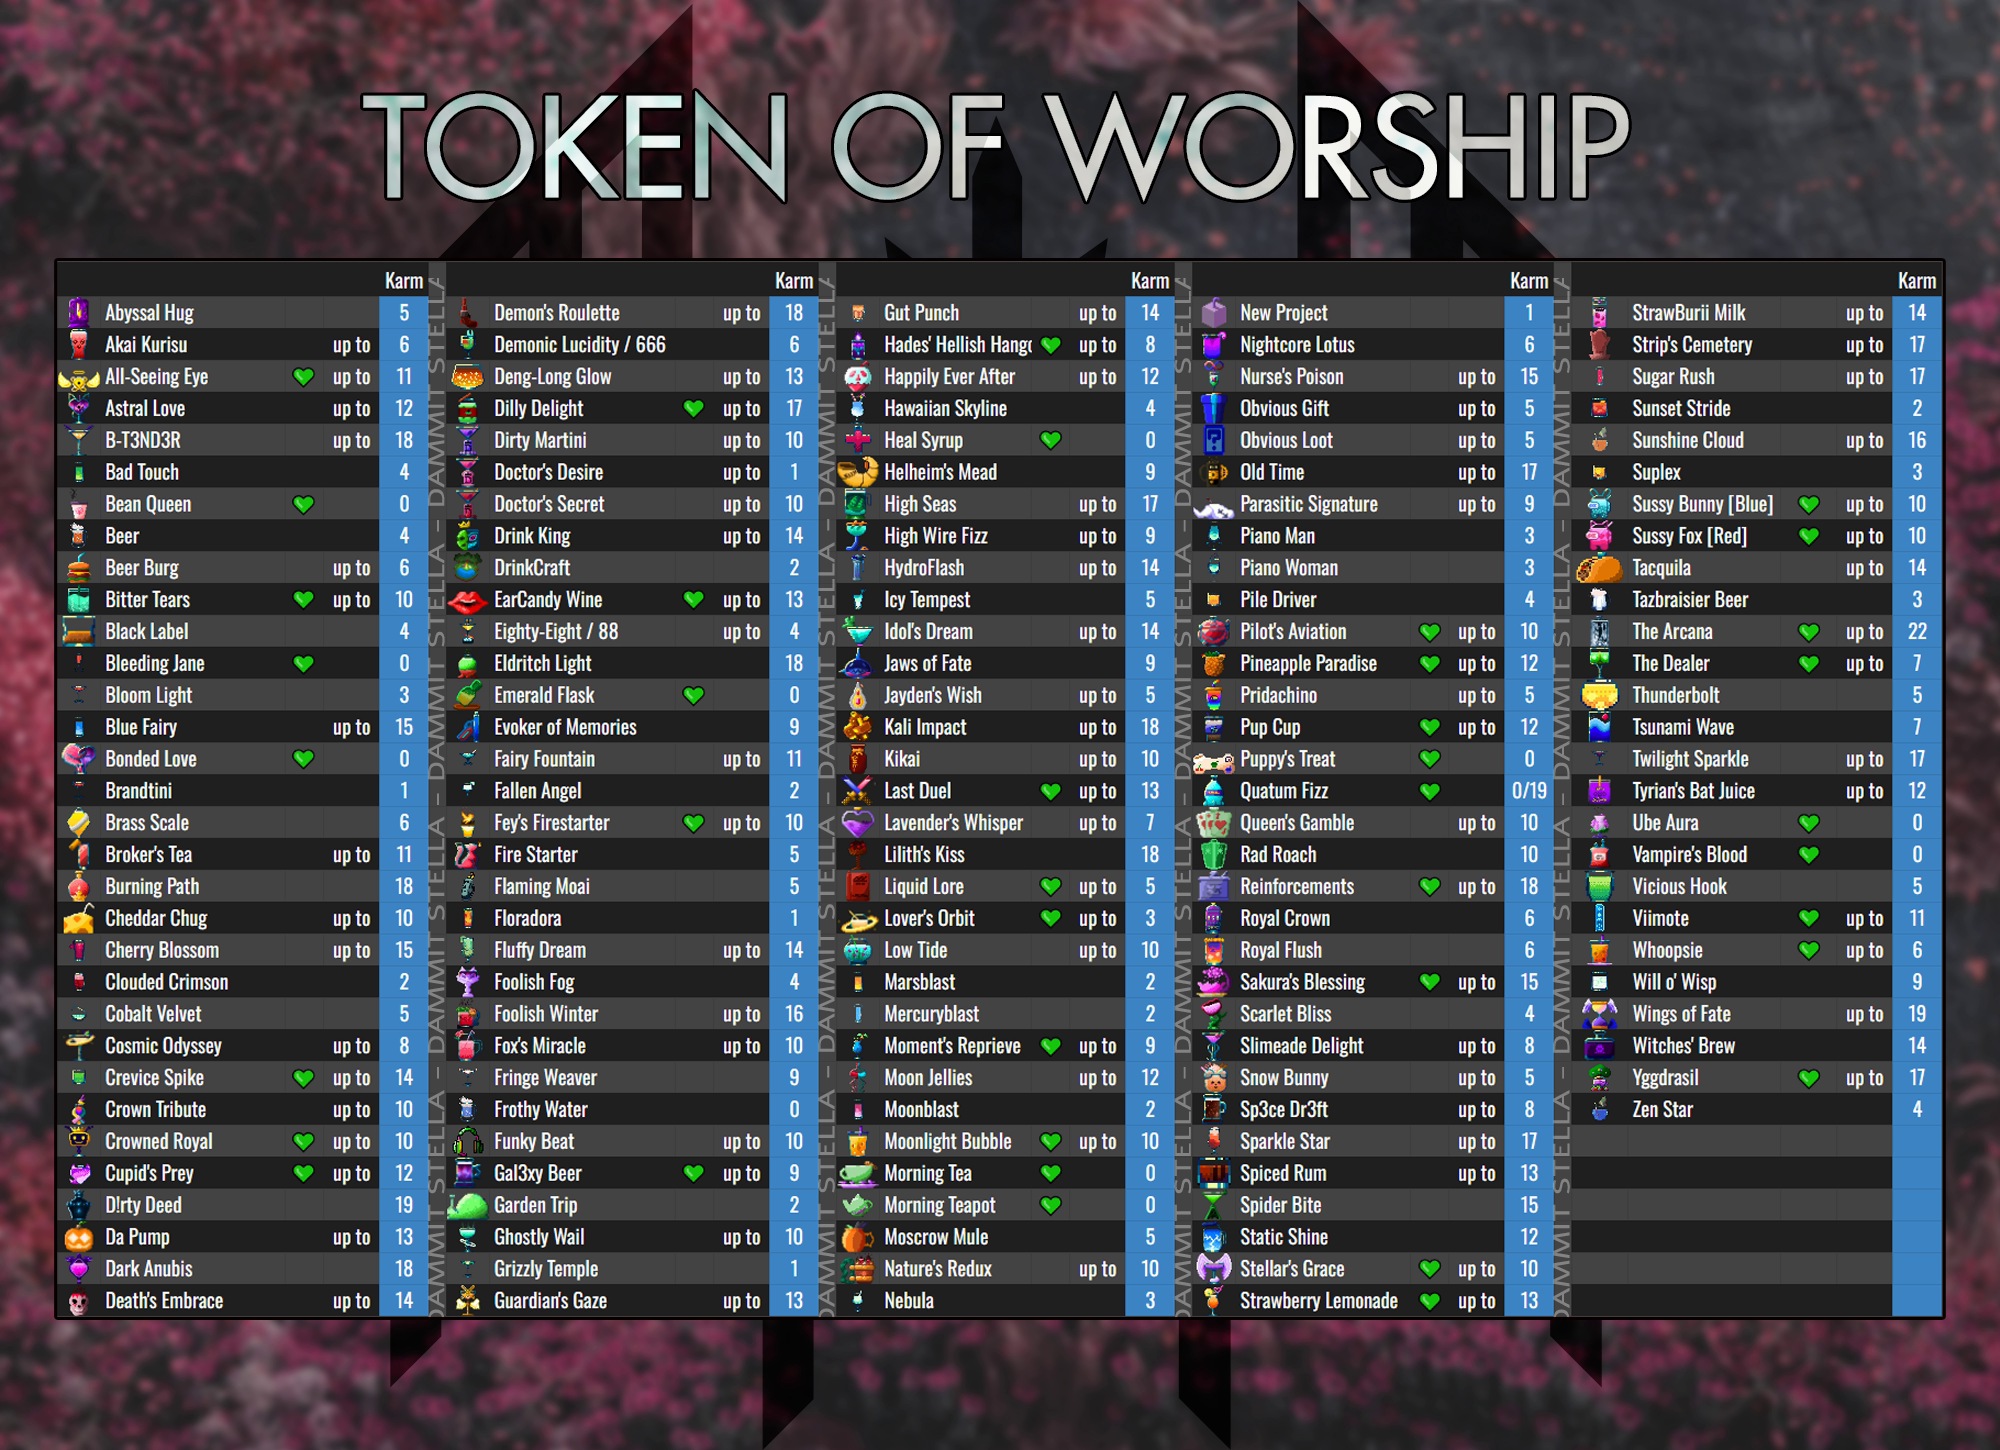 TOKEN OF WORSHIP
Karm
Abyssal Hug 5
Akai Kurisu up to 6
All-Seeing Eye up to 11
Astral Love up to 12
B-T3ND3R up to 18
Bad Touch 4
Bean Queen 0
Beer 4
Beer Burg up to 6
Bitter Tears up to 10
Black Label 4
Bleeding Jane 0
Bloom Light 3
Blue Fairy up to 15
Bonded Love 0
Brandtini 1
Brass Scale 6
Broker's Tea up to 11
Burning Path 18
Cheddar Chug up to 10
Cherry Blossom up to 15
Clouded Crimson 2
Cobalt Velvet 5
Cosmic Odyssey up to 8
Crevice Spike up to 14
Crown Tribute up to 10
Crowned Royal up to 10
Cupid's Prey up to 12
D!rty Deed 19
Da Pump up to 13
Dark Anubis 18
Death's Embrace up to 14
STELLA - DAMMIT STELLA - DAMMIT STELLA - DAMMIT
Karm
Demon's Roulette up to 18
Demonic Lucidity / 666 6
Deng-Long Glow up to 13
Dilly Delight up to 17
Dirty Martini up to 10
Doctor's Desire up to 1
Doctor's Secret up to 10
Drink King up to 14
DrinkCraft 2
EarCandy Wine up to 13
Eighty-Eight / 88 up to 4
Eldritch Light 18
Emerald Flask 0
Evoker of Memories 9
Fairy Fountain up to 11
Fallen Angel 2
Fey's Firestarter up to 10
Fire Starter 5
Flaming Moai 5
Floradora 1
Fluffy Dream up to 14
Foolish Fog 4
Foolish Winter up to 16
Fox's Miracle up to 10
Fringe Weaver 9
Frothy Water 0
Funky Beat up to 10
Gal3xy Beer up to 9
Garden Trip 2
Ghostly Wail up to 10
Grizzly Temple 1
Guardian's Gaze up to 13
STELLA - DAMMIT STELLA - DAMMIT STELLA - DAMMIT
Karm
Gut Punch up to 14
Hades' Hellish Hang up to 8
Happily Ever After up to 12
Hawaiian Skyline 4
Heal Syrup 0
Helheim's Mead 9
High Seas up to 17
High Wire Fizz up to 9
HydroFlash up to 14
Icy Tempest 5
Idol's Dream up to 14
Jaws of Fate 9
Jayden's Wish up to 5
Kali Impact up to 18
Kikai up to 10
Last Duel up to 13
Lavender's Whisper up to 7
Lilith's Kiss 18
Liquid Lore up to 5
Lover's Orbit up to 3
Low Tide up to 10
Marsblast 2
Mercuryblast 2
Moment's Reprieve up to 9
Moon Jellies up to 12
Moonblast 2
Moonlight Bubble up to 10
Morning Tea 0
Morning Teapot 0
Moscrow Mule 5
Nature's Redux up to 10
Nebula 3
STELLA - DAMMIT STELLA - DAMMIT STELLA - DAMMIT
Karm
New Project 1
Nightcore Lotus 6
Nurse's Poison up to 15
Obvious Gift up to 5
Obvious Loot up to 5
Old Time up to 17
Parasitic Signature up to 9
Piano Man 3
Piano Woman 3
Pile Driver 4
Pilot's Aviation up to 10
Pineapple Paradise up to 12
Pridachino up to 5
Pup Cup up to 12
Puppy's Treat 0
Quatum Fizz 0/19
Queen's Gamble up to 10
Rad Roach 10
Reinforcements up to 18
Royal Crown 6
Royal Flush 6
Sakura's Blessing up to 15
Scarlet Bliss 4
Slimeade Delight up to 8
Snow Bunny up to 5
Sp3ce Dr3ft up to 8
Sparkle Star up to 17
Spiced Rum up to 13
Spider Bite 15
Static Shine 12
Stellar's Grace up to 10
Strawberry Lemonade up to 13
STELLA - DAMMIT STELLA - DAMMIT STELLA - DAMMIT
Karm
StrawBurii Milk up to 14
Strip's Cemetery up to 17
Sugar Rush up to 17
Sunset Stride 2
Sunshine Cloud up to 16
Suplex 3
Sussy Bunny [Blue] up to 10
Sussy Fox [Red] up to 10
Tacquila up to 14
Tazbraisier Beer 3
The Arcana up to 22
The Dealer up to 7
Thunderbolt 5
Tsunami Wave 7
Twilight Sparkle up to 17
Tyrian's Bat Juice up to 12
Ube Aura 0
Vampire's Blood 0
Vicious Hook 5
Viimote up to 11
Whoopsie up to 6
Will o' Wisp 9
Wings of Fate up to 19
Witches' Brew 14
Yggdrasil up to 17
Zen Star 4